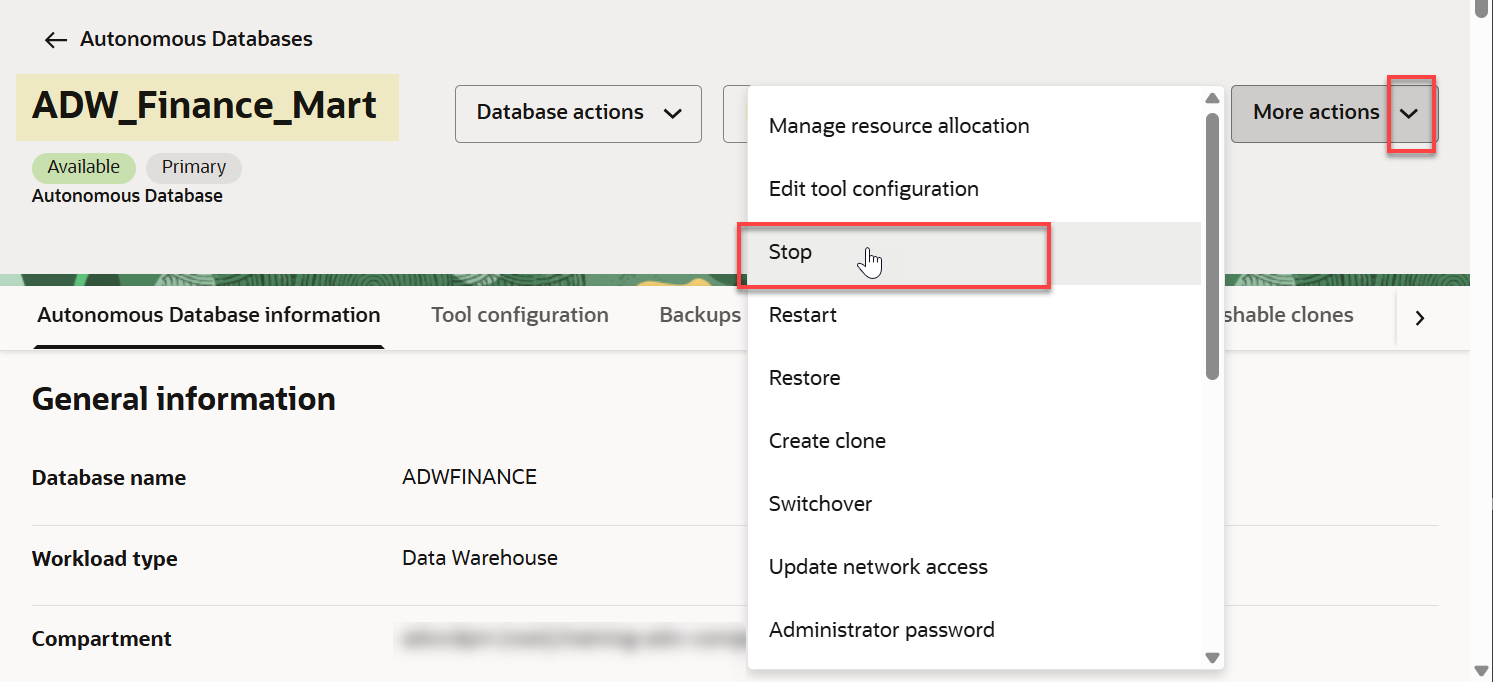 Autonomous Databases
ADW_Finance_Mart
Database actions
More actions
Available
Primary
Autonomous Database
Manage resource allocation
Edit tool configuration
Stop
Restart
Restore
Create clone
Switchover
Update network access
Administrator password
Autonomous Database information
Tool configuration
Backups
shable clones
General information
Database name
ADWFINANCE
Workload type
Data Warehouse
Compartment